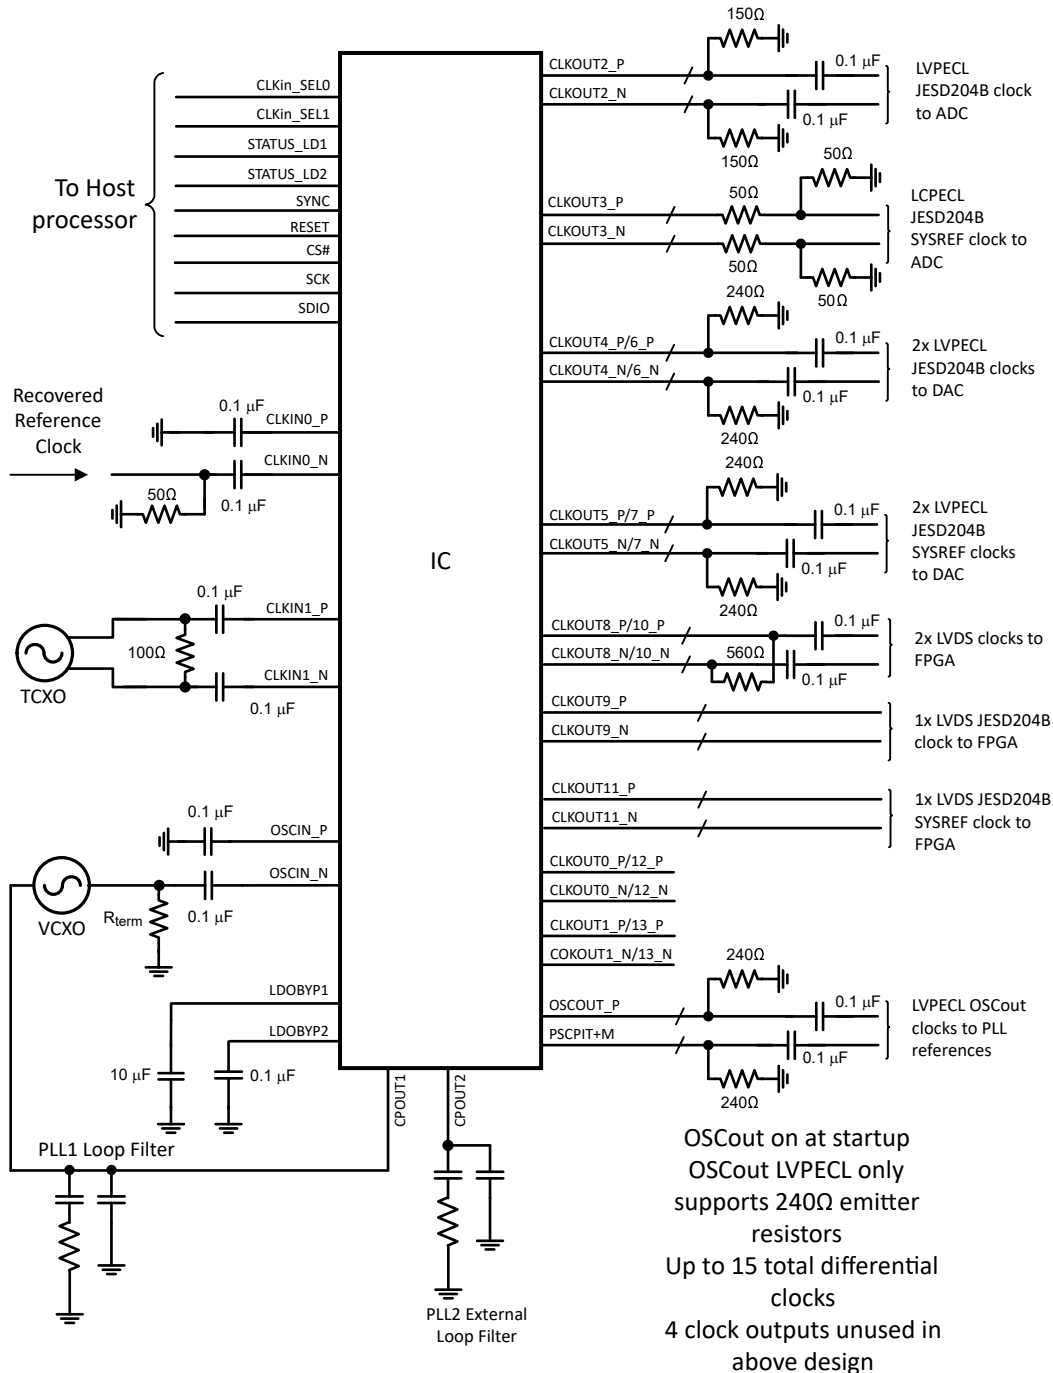 CLKin_SEL0
CLKin_SEL1
STATUS_LD1
STATUS_LD2
SYNC
RESET
CS#
SCK
SDIO
To Host
processor
Recovered
Reference
Clock
0.1 µF
CLKIN0_P
CLKIN0_N
50Ω
0.1 µF
0.1 µF
CLKIN1_P
100Ω
CLKIN1_N
TCXO
0.1 µF
0.1 µF
OSCIN_P
OSCIN_N
Rterm
0.1 µF
VCXO
LDOBYP1
LDOBYP2
10 µF
0.1 µF
PLL1 Loop Filter
CPOUT1
CPOUT2
PLL2 External
Loop Filter
IC
150Ω
CLKOUT2_P
0.1 µF
CLKOUT2_N
0.1 µF
150Ω
LVPECL
JESD204B clock
to ADC
50Ω
CLKOUT3_P
50Ω
CLKOUT3_N
50Ω
50Ω
LCPECL
JESD204B
SYSREF clock to
ADC
240Ω
CLKOUT4_P/6_P
0.1 µF
CLKOUT4_N/6_N
0.1 µF
240Ω
2x LVPECL
JESD204B clocks
to DAC
240Ω
CLKOUT5_P/7_P
0.1 µF
CLKOUT5_N/7_N
0.1 µF
240Ω
2x LVPECL
JESD204B
SYSREF clocks
to DAC
CLKOUT8_P/10_P
0.1 µF
CLKOUT8_N/10_N
560Ω
0.1 µF
2x LVDS clocks to
FPGA
CLKOUT9_P
CLKOUT9_N
1x LVDS JESD204B
clock to FPGA
CLKOUT11_P
CLKOUT11_N
1x LVDS JESD204B
SYSREF clock to
FPGA
CLKOUT0_P/12_P
CLKOUT0_N/12_N
CLKOUT1_P/13_P
COKOUT1_N/13_N
240Ω
OSCOUT_P
0.1 µF
PSCPIT+M
0.1 µF
240Ω
LVPECL OSCout
clocks to PLL
references
OSCout on at startup
OSCout LVPECL only
supports 240Ω emitter
resistors
Up to 15 total differential
clocks
4 clock outputs unused in
above design